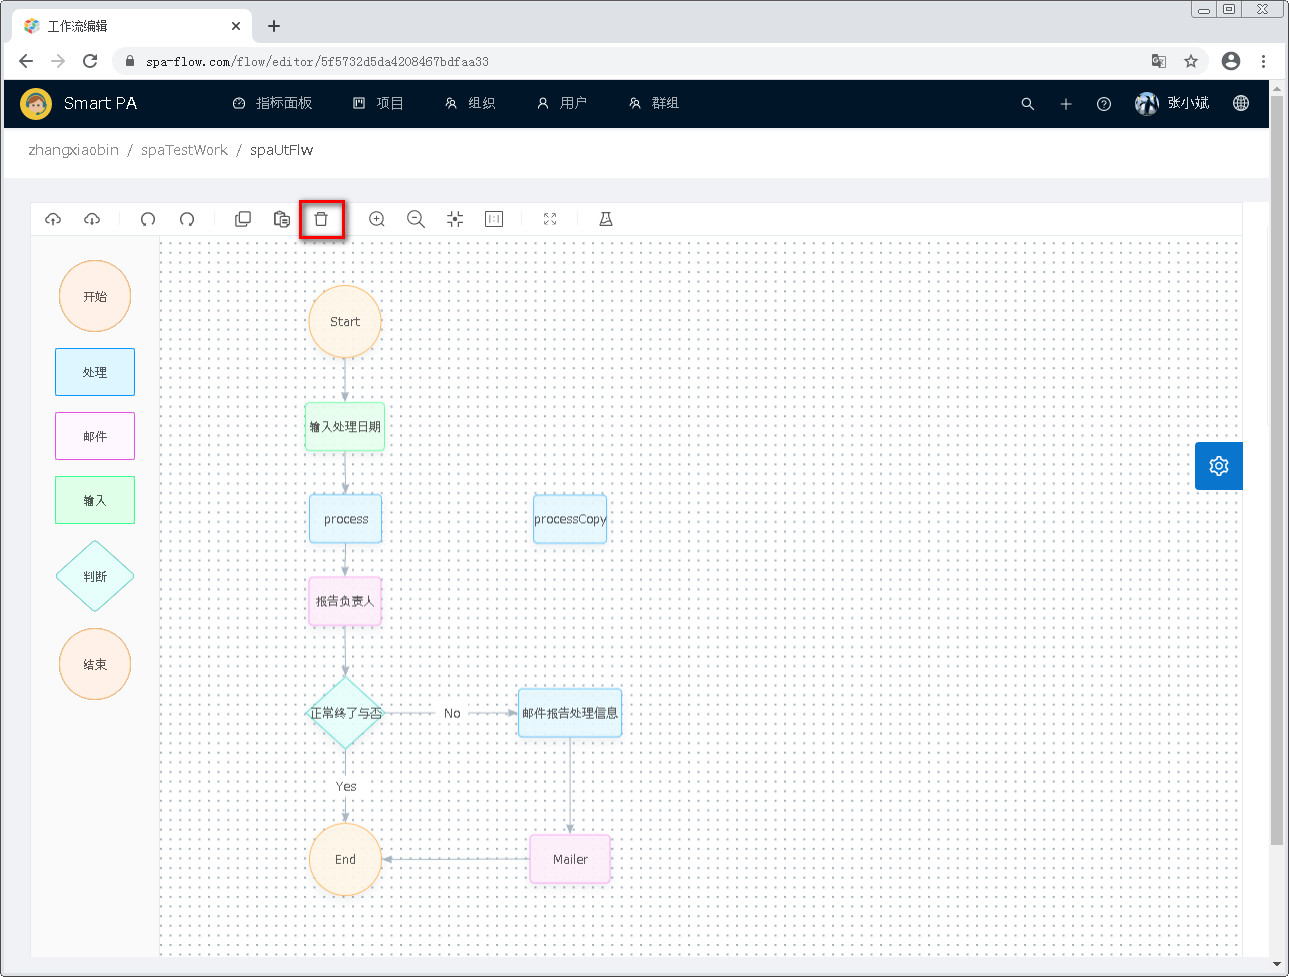 工作流编辑
spa-flow.com/flow/editor/5f5732d5da4208467bdfaa33
Smart PA
指标面板
项目
组织
用户
群组
张小斌
zhangxiaobin / spaTestWork / spaUtFlw
开始
处理
邮件
输入
判断
结束
Start
输入处理日期
process
processCopy
报告负责人
正常终了与否
No
邮件报告处理信息
Yes
End
Mailer